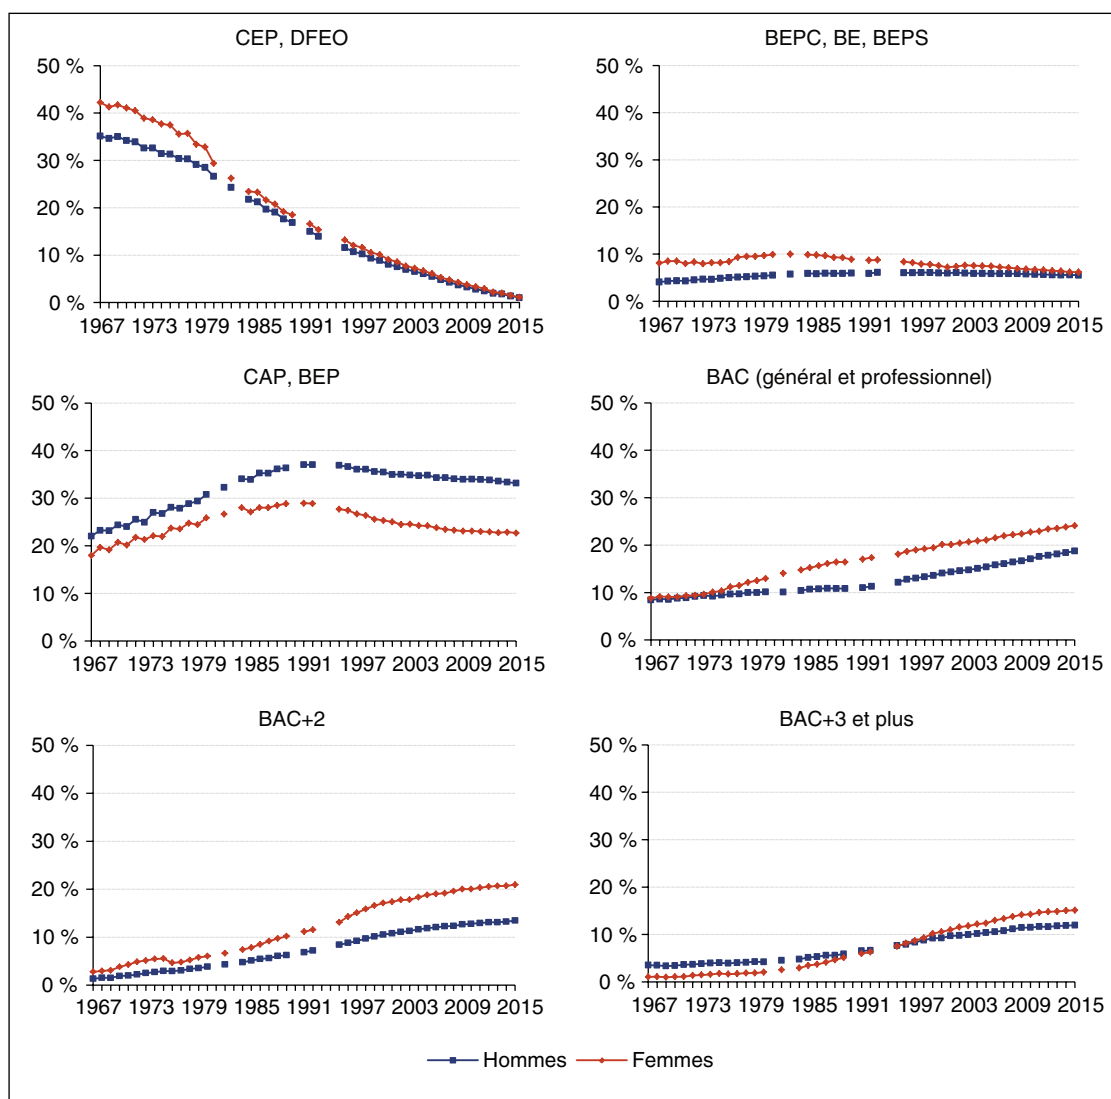 CEP, DFEO
50 %
40 %
30 %
20 %
10 %
0 %
1967 1973 1979 1985 1991 1997 2003 2009 2015
BEPC, BE, BEPS
50 %
40 %
30 %
20 %
10 %
0 %
1967 1973 1979 1985 1991 1997 2003 2009 2015
CAP, BEP
50 %
40 %
30 %
20 %
10 %
0 %
1967 1973 1979 1985 1991 1997 2003 2009 2015
BAC (général et professionnel)
50 %
40 %
30 %
20 %
10 %
0 %
1967 1973 1979 1985 1991 1997 2003 2009 2015
BAC+2
50 %
40 %
30 %
20 %
10 %
0 %
1967 1973 1979 1985 1991 1997 2003 2009 2015
BAC+3 et plus
50 %
40 %
30 %
20 %
10 %
0 %
1967 1973 1979 1985 1991 1997 2003 2009 2015
Hommes Femmes